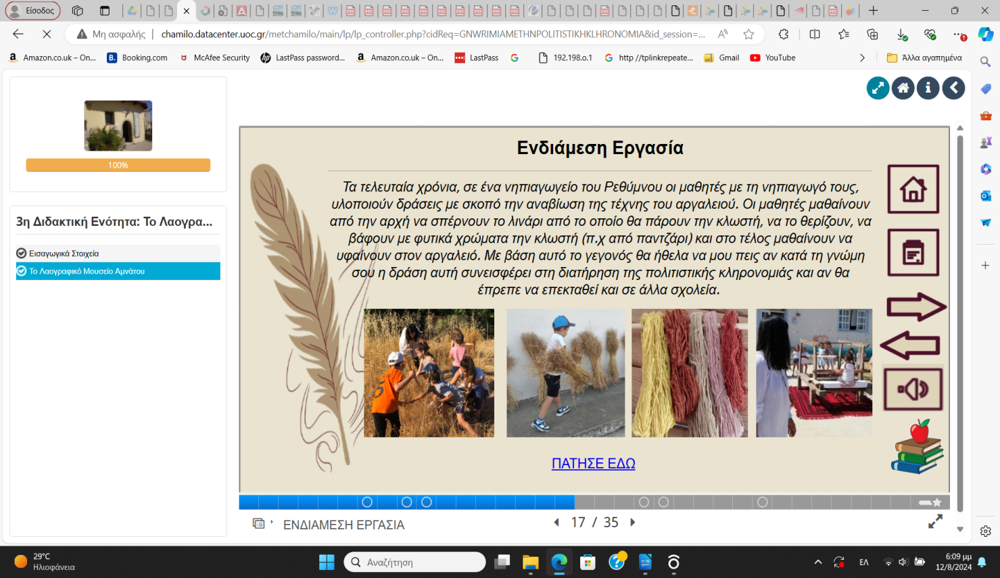 Είσοδος
Μη ασφαλής
chamilo.datacenter.uoc.gr/metchamilo/main/lp/lp_controller.php?cidReq=GNWRIMIAMETHNPOLITISTIKHKLHRONOMIA&id_session=...
Amazon.co.uk – On...
Booking.com
McAfee Security
LastPass password...
Amazon.co.uk – On...
LastPass
192.198.o.1
http://tplinkrepeate...
Gmail
YouTube
Άλλα αγαπημένα
100%
3η Διδακτική Ενότητα: Το Λαογρα...
Εισαγωγικά Στοιχεία
Το Λαογραφικό Μουσείο Αμνάτου
Ενδιάμεση Εργασία
Τα τελευταία χρόνια, σε ένα νηπιαγωγείο του Ρεθύμνου οι μαθητές με τη νηπιαγωγό τους,
υλοποιούν δράσεις με σκοπό την αναβίωση της τέχνης του αργαλειού. Οι μαθητές μαθαίνουν
από την αρχή να σπέρνουν το λινάρι από το οποίο θα πάρουν την κλωστή, να το θερίζουν, να
βάφουν με φυτικά χρώματα την κλωστή (π.χ από παντζάρι) και στο τέλος μαθαίνουν να
υφαίνουν στον αργαλειό. Με βάση αυτό το γεγονός θα ήθελα να μου πεις αν κατά τη γνώμη
σου η δράση αυτή συνεισφέρει στη διατήρηση της πολιτιστικής κληρονομιάς και αν θα
έπρεπε να επεκταθεί και σε άλλα σχολεία.
ΠΑΤΗΣΕ ΕΔΩ
ΕΝΔΙΑΜΕΣΗ ΕΡΓΑΣΙΑ
17 / 35
29°C
Ηλιοφάνεια
Αναζήτηση
ΕΛ
6:09 μμ
12/8/2024